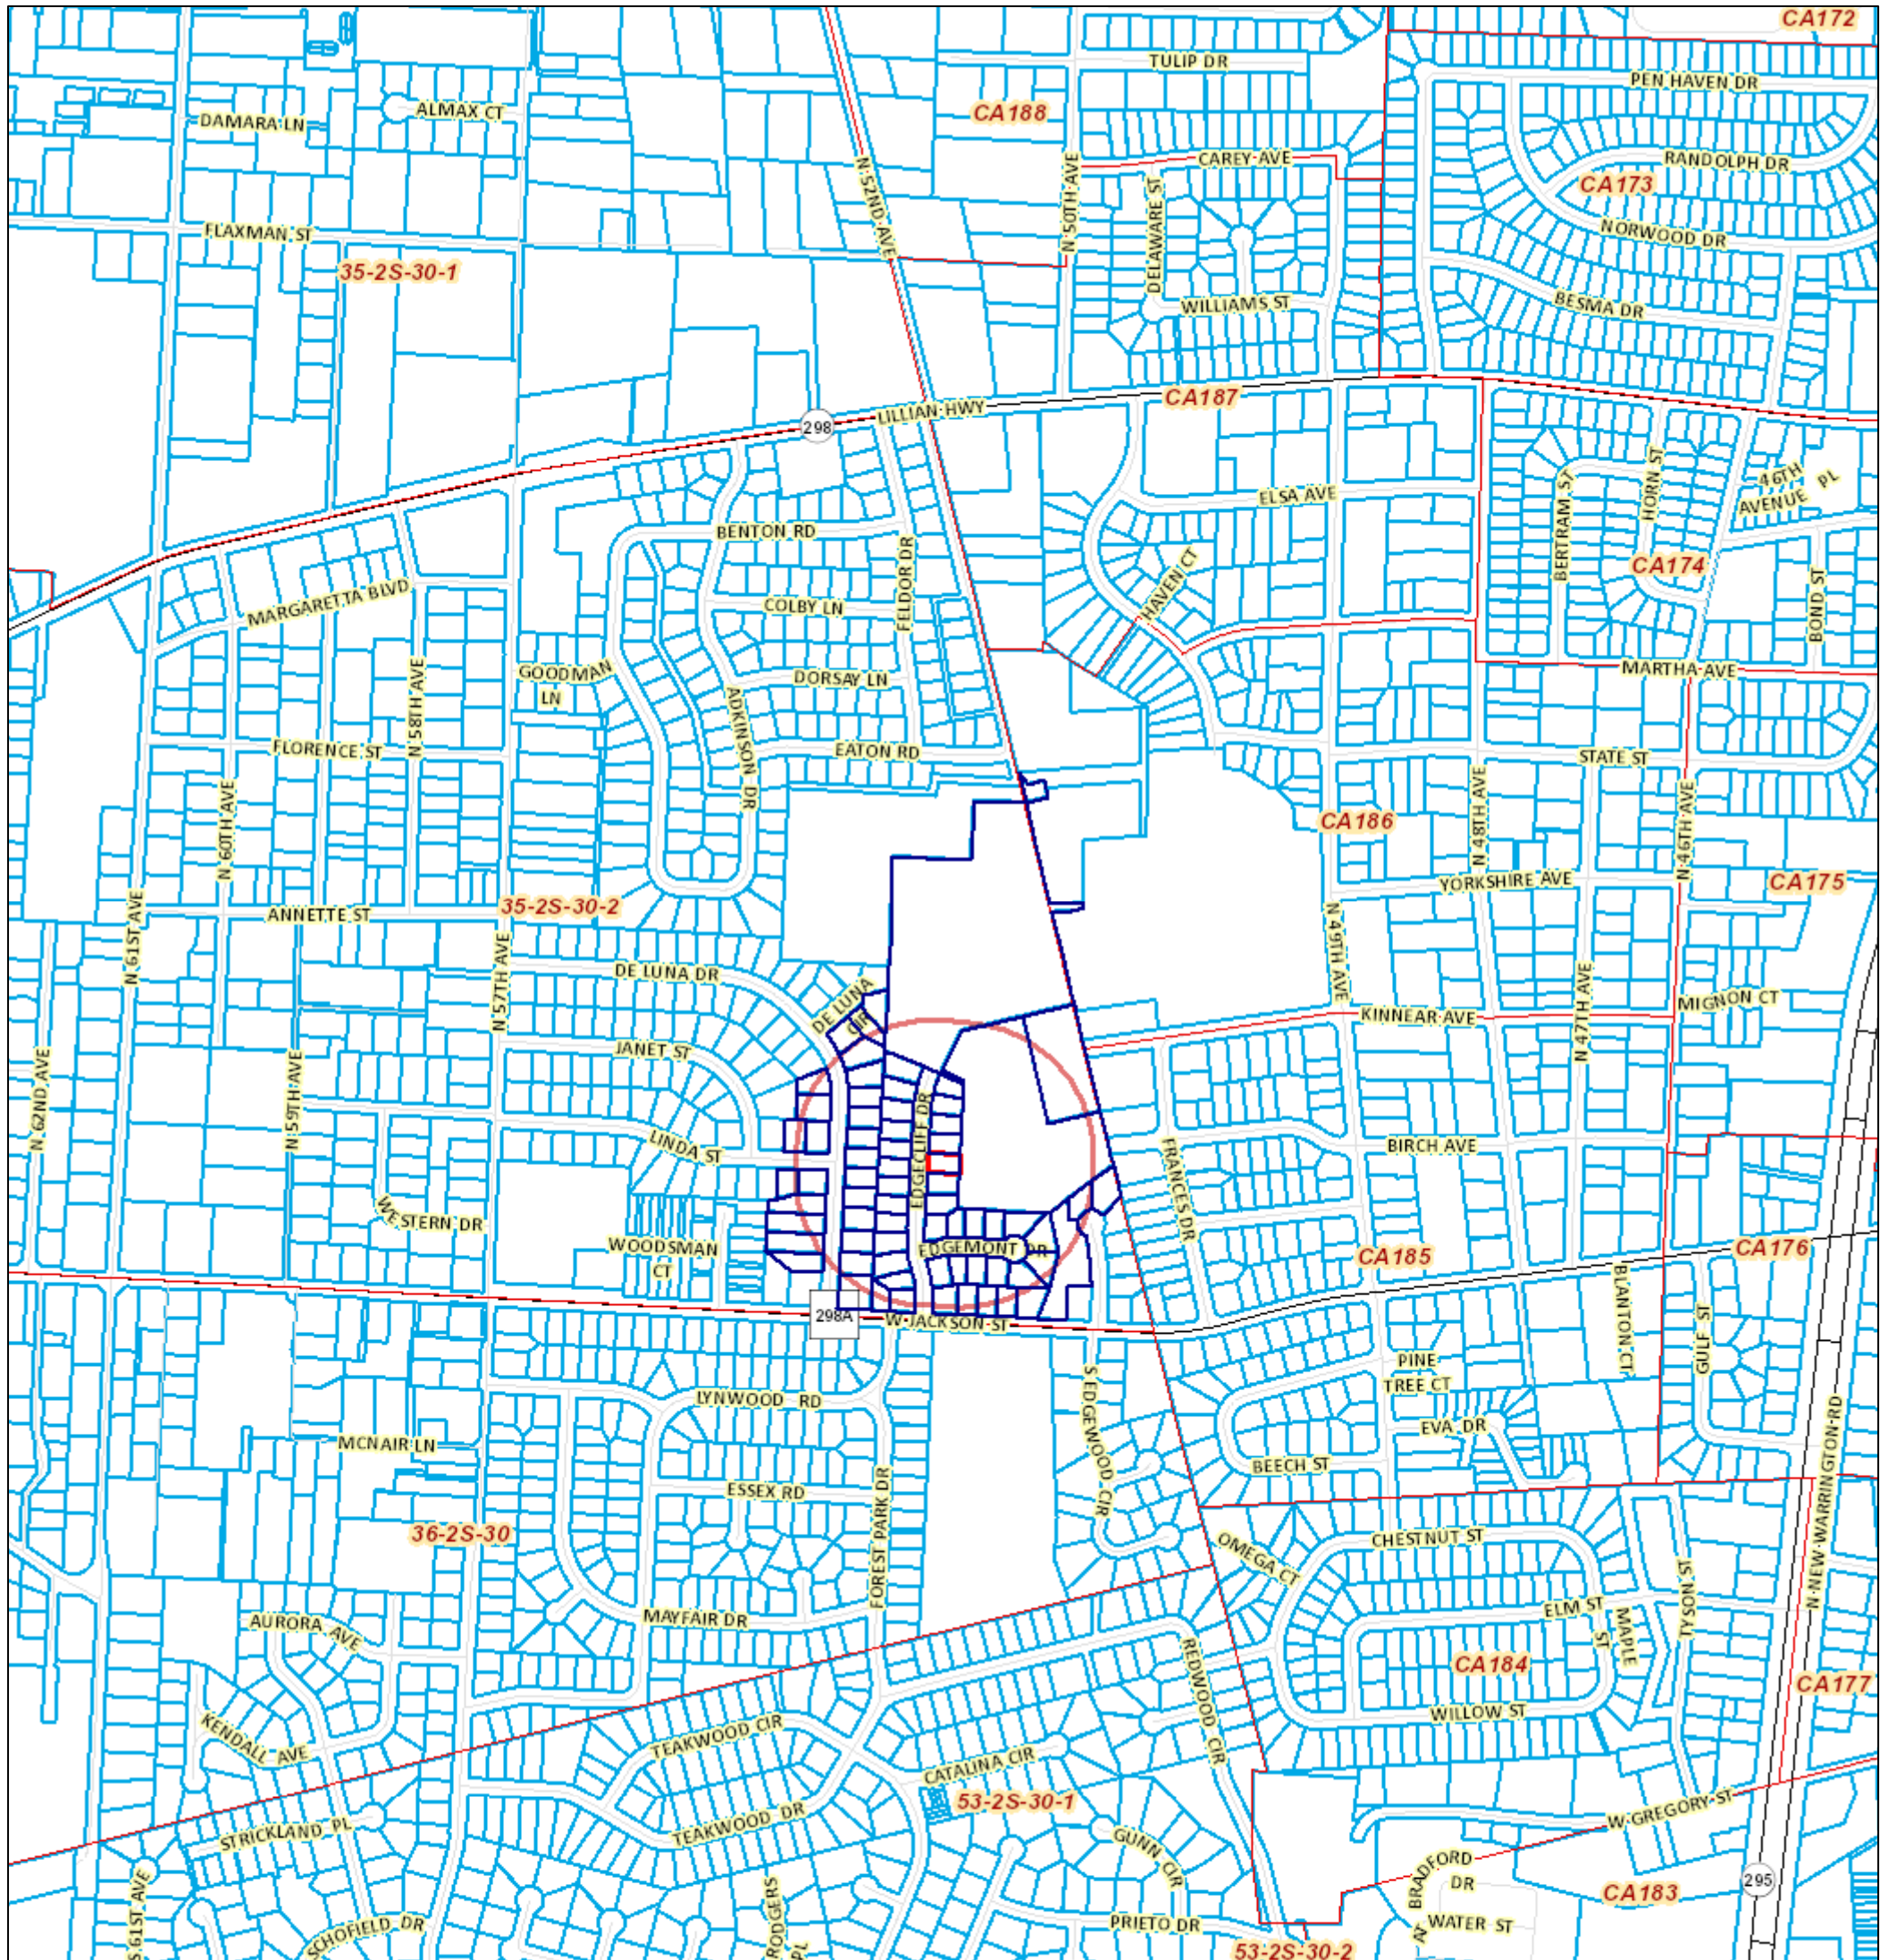 CA172
TULIP DR
PEN HAVEN DR
ALMAX CT
CA188
DAMARA LN
CAREY AVE
RANDOLPH DR
N 52ND AVE
N 50TH AVE
DELAWARE ST
CA173
FLAXMAN ST
NORWOOD DR
35-2S-30-1
WILLIAMS ST
BESMA DR
CA187
LILLIAN HWY
298
46TH
AVENUE PL
HORN ST
BERTRAM ST
ELSA AVE
BENTON RD
FELDOR DR
HAVEN CT
CA174
MARGARETTA BLVD
COLBY LN
BOND ST
N 58TH AVE
GOODMAN
LN
DORSAY LN
MARTHA AVE
ADKINSON DR
FLORENCE ST
EATON RD
STATE ST
N 60TH AVE
CA186
N 48TH AVE
N 46TH AVE
YORKSHIRE AVE
CA175
35-2S-30-2
ANNETTE ST
N 61ST AVE
N 57TH AVE
N 49TH AVE
DE LUNA DR
DE LUNA
CIR
N 47TH AVE
MIGNON CT
KINNEAR AVE
JANET ST
N 62ND AVE
N 59TH AVE
EDGECLIFF DR
LINDA ST
FRANCES DR
BIRCH AVE
WESTERN DR
WOODSMAN
CT
EDGEMONT DR
CA185
CA176
298A
W JACKSON ST
BLANTON CT
GULF ST
PINE
TREE CT
LYNWOOD RD
S EDGEWOOD CIR
MCNAIR LN
EVA DR
BEECH ST
N NEW WARRINGTON RD
ESSEX RD
FOREST PARK DR
36-2S-30
CHESTNUT ST
OMEGA CT
TYSON ST
AURORA AVE
MAYFAIR DR
ELM ST
MAPLE
ST
REDWOOD CIR
CA184
CA177
KENDALL AVE
TEAKWOOD CIR
WILLOW ST
CATALINA CIR
53-2S-30-1
STRICKLAND PL
TEAKWOOD DR
W GREGORY ST
GUNN CIR
BRADFORD
DR
295
CA183
S 61ST AVE
SCHOFIELD DR
RODGERS
PL
PRIETO DR
WATER ST
53-2S-30-2